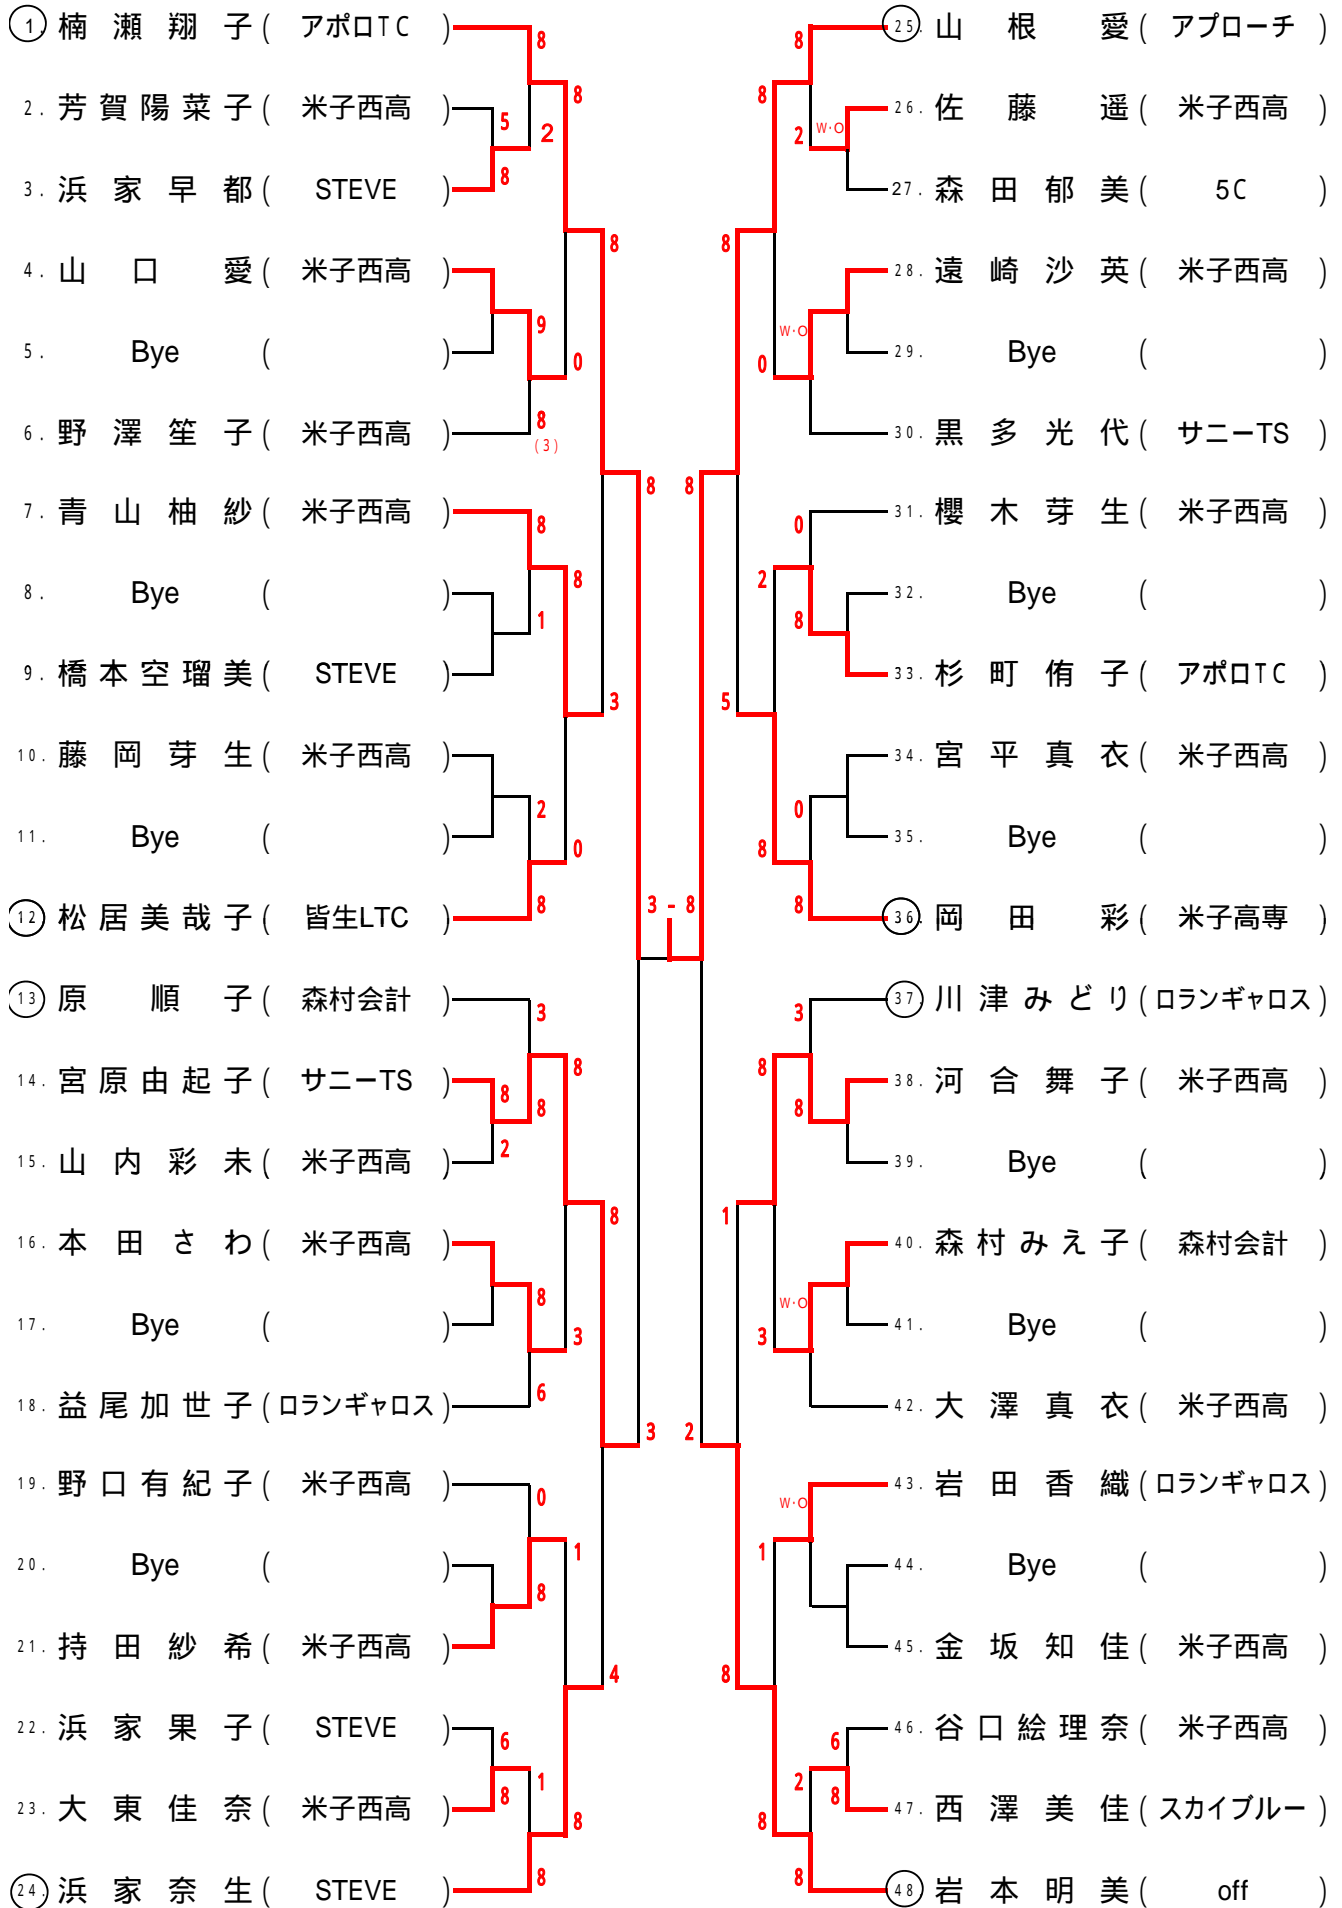 1. 楠瀬翔子 ( アポロTC )
8
8
2. 芳賀陽菜子 ( 米子西高 )
5
2
3. 浜家早都 ( STEVE )
8
8
4. 山口愛 ( 米子西高 )
9
5. Bye ( )
0
6. 野澤笙子 ( 米子西高 )
8
(3)
8
7. 青山柚紗 ( 米子西高 )
8
8
8. Bye ( )
1
9. 橋本空瑠美 ( STEVE )
3
10. 藤岡芽生 ( 米子西高 )
2
11. Bye ( )
0
12 松居美哉子 ( 皆生LTC )
8
3-8
13 原順子 ( 森村会計 )
3
8
14. 宮原由起子 ( サニーTS )
8
8
15. 山内彩未 ( 米子西高 )
2
8
16. 本田さわ ( 米子西高 )
8
17. Bye ( )
3
18. 益尾加世子 ( ロランギャロス )
6
3
19. 野口有紀子 ( 米子西高 )
0
1
20. Bye ( )
8
21. 持田紗希 ( 米子西高 )
4
22. 浜家果子 ( STEVE )
6
1
23. 大東佳奈 ( 米子西高 )
8
8
24. 浜家奈生 ( STEVE )
8
25. 山根愛 ( アプローチ )
8
8
26. 佐藤遥 ( 米子西高 )
W・O
2
27. 森田郁美 ( 5C )
8
28. 遠崎沙英 ( 米子西高 )
W・O
29. Bye ( )
0
30. 黒多光代 ( サニーTS )
8
31. 櫻木芽生 ( 米子西高 )
0
2
32. Bye ( )
8
33. 杉町侑子 ( アポロTC )
5
34. 宮平真衣 ( 米子西高 )
0
35. Bye ( )
8
36. 岡田彩 ( 米子高専 )
8
37. 川津みどり ( ロランギャロス )
3
8
38. 河合舞子 ( 米子西高 )
8
39. Bye ( )
1
40. 森村みえ子 ( 森村会計 )
W・O
41. Bye ( )
3
42. 大澤真衣 ( 米子西高 )
2
43. 岩田香織 ( ロランギャロス )
W・O
1
44. Bye ( )
45. 金坂知佳 ( 米子西高 )
8
46. 谷口絵理奈 ( 米子西高 )
6
2
47. 西澤美佳 ( スカイブルー )
8
8
48 岩本明美 ( off )
8